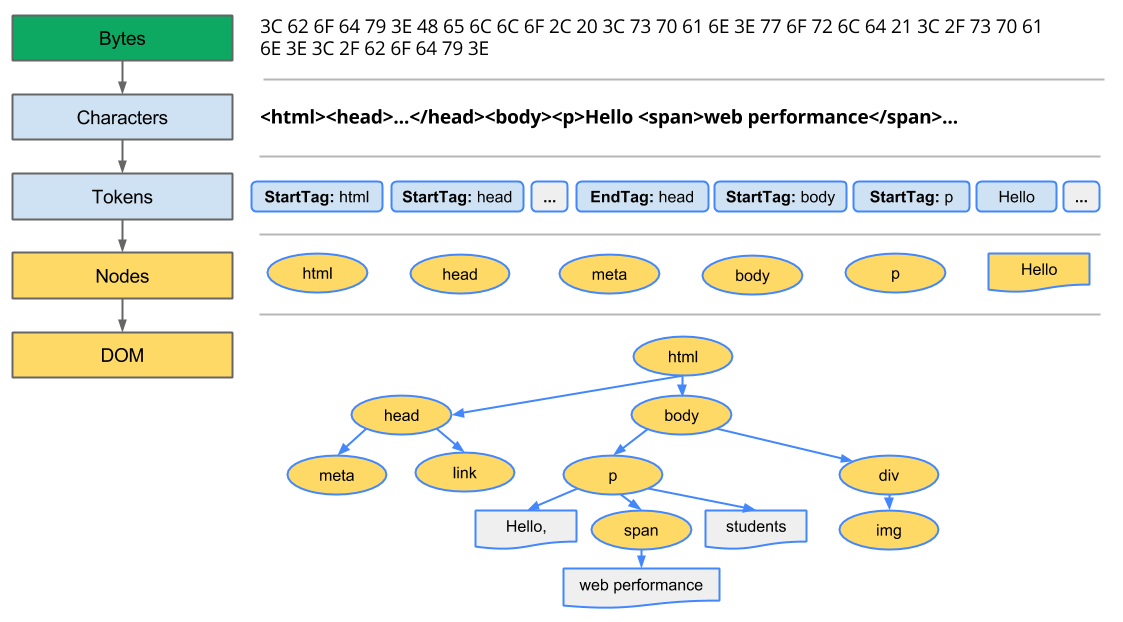 Bytes
3C 62 6F 64 79 3E 48 65 6C 6C 6F 2C 20 3C 73 70 61 6E 3E 77 6F 72 6C 64 21 3C 2F 73 70 61
6E 3E 3C 2F 62 6F 64 79 3E
Characters
<html><head>...</head><body><p>Hello <span>web performance</span>...
Tokens
StartTag: html
StartTag: head
...
EndTag: head
StartTag: body
StartTag: p
Hello
...
Nodes
html
head
meta
body
p
Hello
DOM
html
head
body
meta
link
p
div
Hello,
span
students
img
web performance